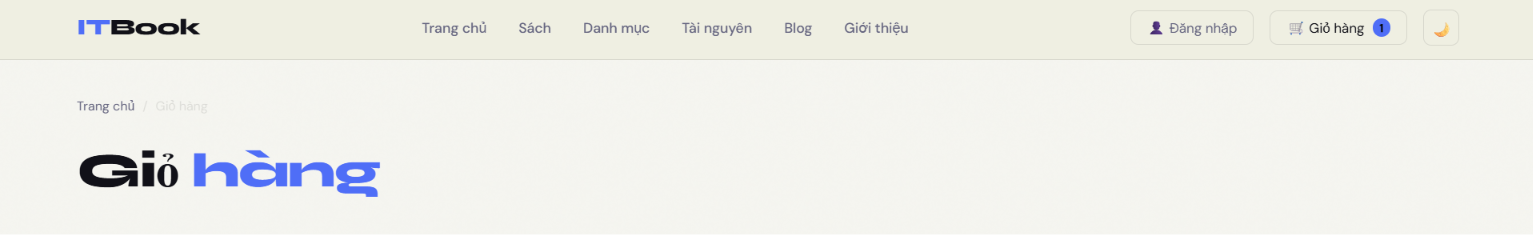 ITBook Trang chủ Sách Danh mục Tài nguyên Blog Giới thiệu Đăng nhập Giỏ hàng 1
Trang chủ / Giỏ hàng
Giỏ hàng